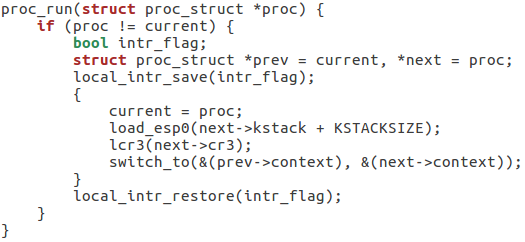 proc_run(struct proc_struct *proc) {
    if (proc != current) {
        bool intr_flag;
        struct proc_struct *prev = current, *next = proc;
        local_intr_save(intr_flag);
        {
            current = proc;
            load_esp0(next->kstack + KSTACKSIZE);
            lcr3(next->cr3);
            switch_to(&(prev->context), &(next->context));
        }
        local_intr_restore(intr_flag);
    }
}